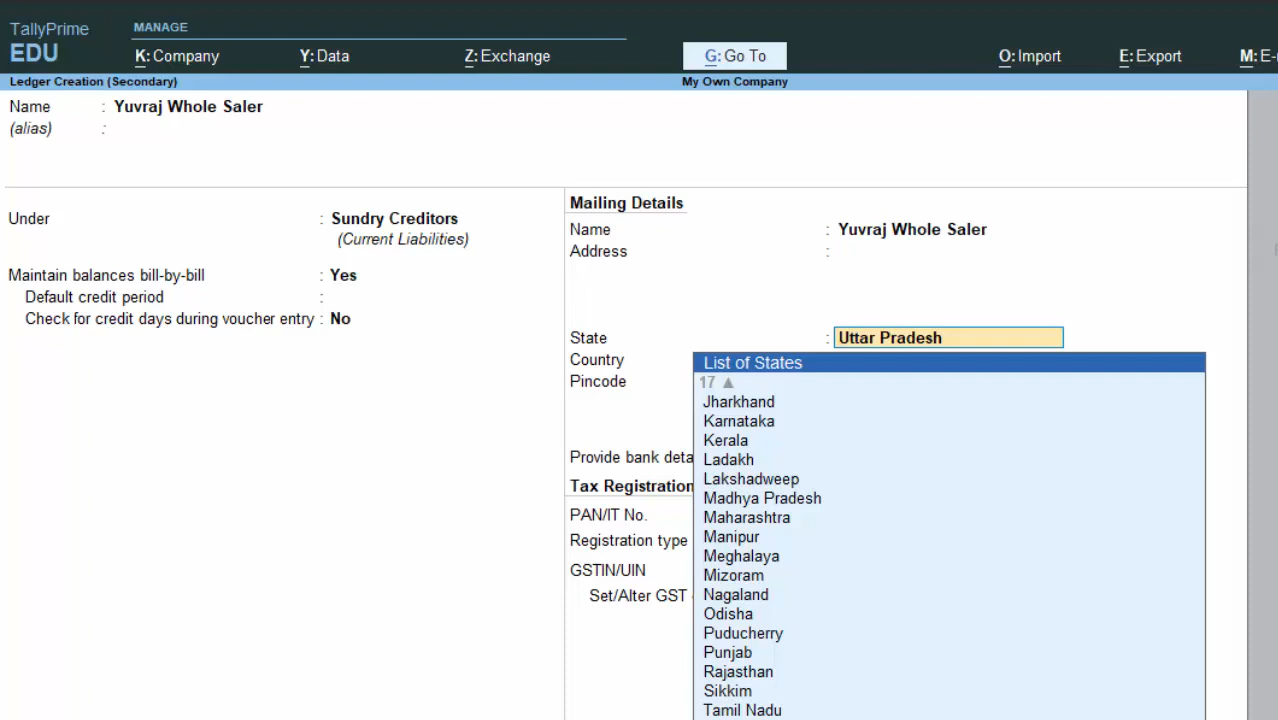 TallyPrime
EDU
MANAGE
K: Company
Y: Data
Z: Exchange
G: Go To
O: Import
E: Export
M: E-
Ledger Creation (Secondary)
My Own Company
Name : Yuvraj Whole Saler
(alias) :
Under : Sundry Creditors
(Current Liabilities)
Maintain balances bill-by-bill : Yes
Default credit period :
Check for credit days during voucher entry : No
Mailing Details
Name : Yuvraj Whole Saler
Address :
State : Uttar Pradesh
Country
Pincode
Provide bank deta
Tax Registration
PAN/IT No.
Registration type
GSTIN/UIN
Set/Alter GST
List of States
17 ▲
Jharkhand
Karnataka
Kerala
Ladakh
Lakshadweep
Madhya Pradesh
Maharashtra
Manipur
Meghalaya
Mizoram
Nagaland
Odisha
Puducherry
Punjab
Rajasthan
Sikkim
Tamil Nadu